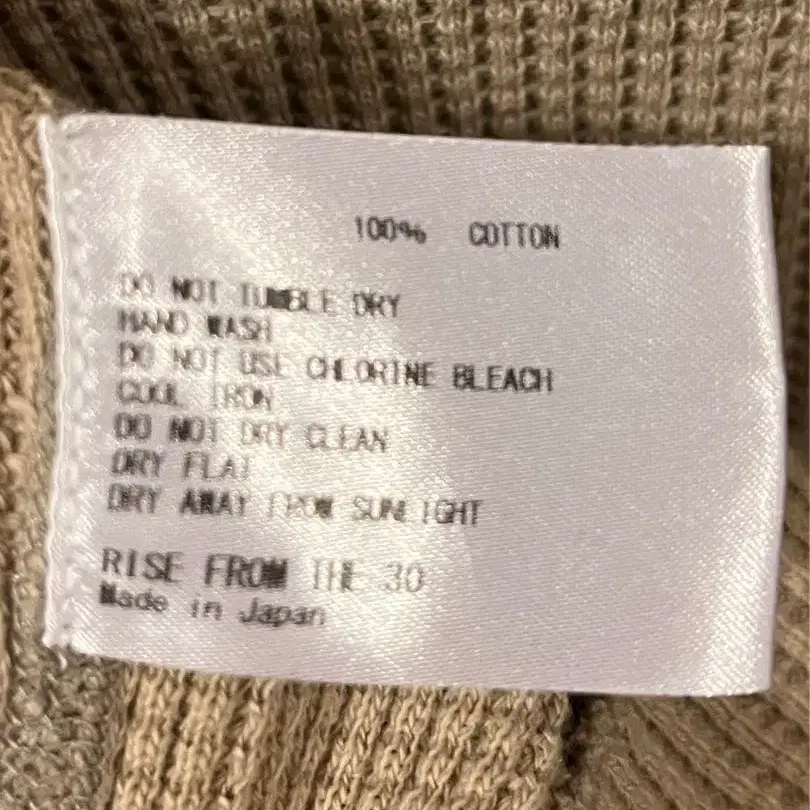 100% COTTON
DO NOT TUMBLE DRY
HAND WASH
DO NOT USE CHLORINE BLEACH
COOL IRON
DO NOT DRY CLEAN
DRY FLAT
DRY AWAY FROM SUNLIGHT
RISE FROM THE 30
Made in Japan